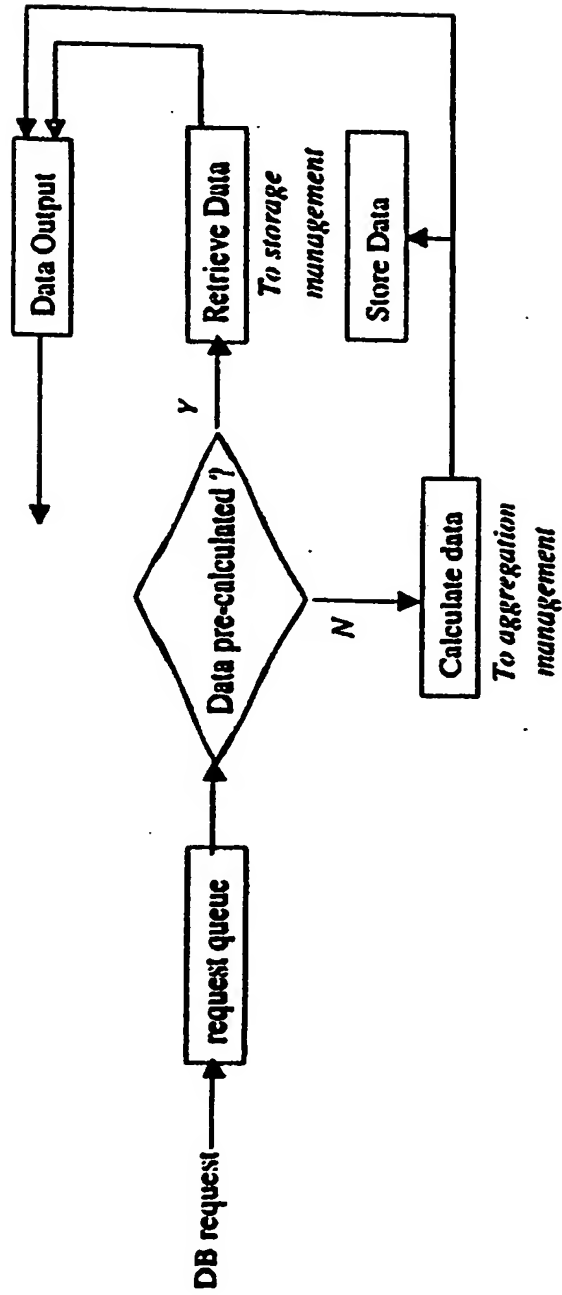 DB request
request queue
Data pre-calculated ?
Y
N
Retrieve Data
To storage
management
Data Output
Calculate data
To aggregation
management
Store Data